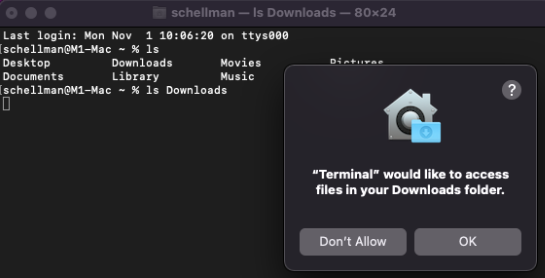 schellman — ls Downloads — 80×24
Last login: Mon Nov  1 10:06:20 on ttys000
[schellman@M1-Mac ~ % ls
Desktop         Downloads       Movies          Pictures
Documents       Library         Music
[schellman@M1-Mac ~ % ls Downloads
?
“Terminal” would like to access
files in your Downloads folder.
Don’t Allow
OK